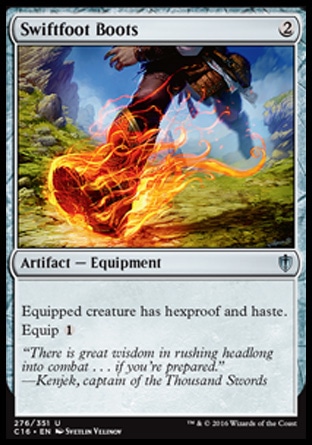 Swiftfoot Boots 2
Artifact — Equipment
Equipped creature has hexproof and haste.
Equip 1
"There is great wisdom in rushing headlong
into combat . . . if you're prepared."
—Kenjek, captain of the Thousand Swords
276/351 U
C16 • EN Svetlin Velinov
™ & © 2016 Wizards of the Coast